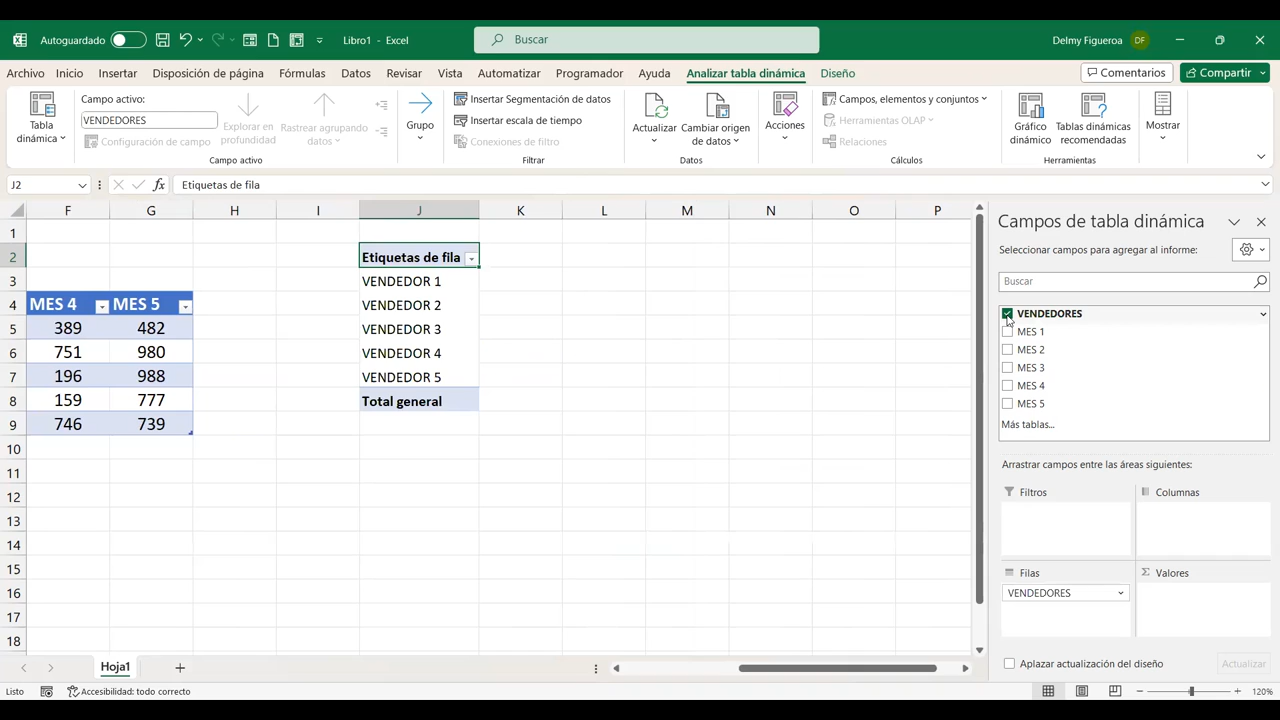 Autoguardado
Libro1 - Excel
Buscar
Delmy Figueroa DF
Archivo Inicio Insertar Disposición de página Fórmulas Datos Revisar Vista Automatizar Programador Ayuda Analizar tabla dinámica Diseño
Comentarios
Compartir
Tabla dinámica
Campo activo:
VENDEDORES
Configuración de campo
Explorar en profundidad
Rastrear agrupando datos
Campo activo
Grupo
Insertar Segmentación de datos
Insertar escala de tiempo
Conexiones de filtro
Filtrar
Actualizar
Cambiar origen de datos
Datos
Acciones
Campos, elementos y conjuntos
Herramientas OLAP
Relaciones
Cálculos
Gráfico dinámico
Tablas dinámicas recomendadas
Herramientas
Mostrar
J2
fx
Etiquetas de fila
F G H I J K L M N O P
1
2 Etiquetas de fila
3 VENDEDOR 1
4 MES 4 MES 5 VENDEDOR 2
5 389 482 VENDEDOR 3
6 751 980 VENDEDOR 4
7 196 988 VENDEDOR 5
8 159 777 Total general
9 746 739
10
11
12
13
14
15
16
17
18
Campos de tabla dinámica
Seleccionar campos para agregar al informe:
Buscar
VENDEDORES
MES 1
MES 2
MES 3
MES 4
MES 5
Más tablas...
Arrastrar campos entre las áreas siguientes:
Filtros
Columnas
Filas
Σ Valores
VENDEDORES
Aplazar actualización del diseño
Actualizar
Hoja1
Listo
Accesibilidad: todo correcto
120%